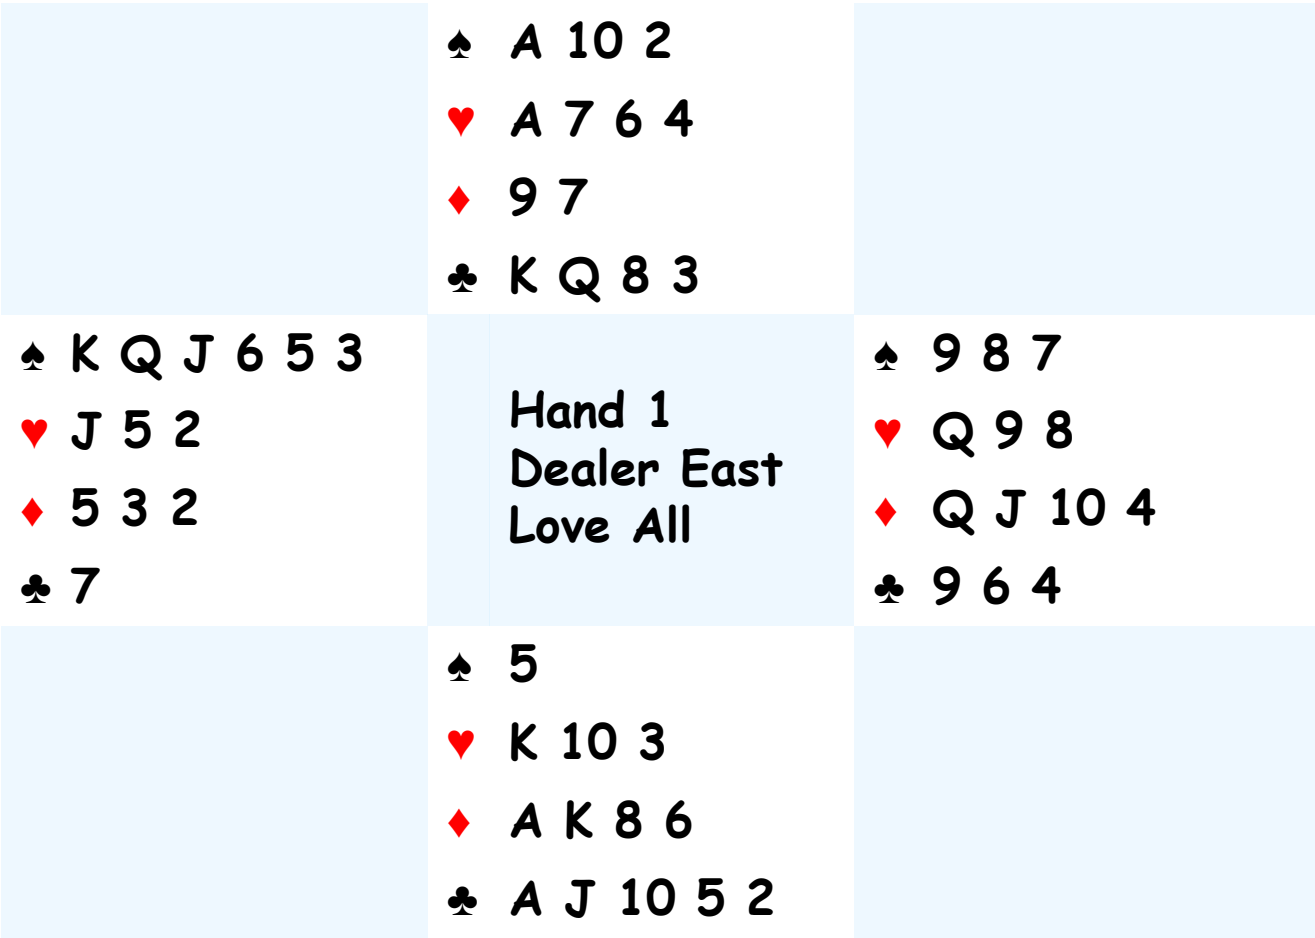 ♠ A 10 2
♥ A 7 6 4
♦ 9 7
♣ K Q 8 3
♠ K Q J 6 5 3
♥ J 5 2
♦ 5 3 2
♣ 7
Hand 1
Dealer East
Love All
♠ 9 8 7
♥ Q 9 8
♦ Q J 10 4
♣ 9 6 4
♠ 5
♥ K 10 3
♦ A K 8 6
♣ A J 10 5 2